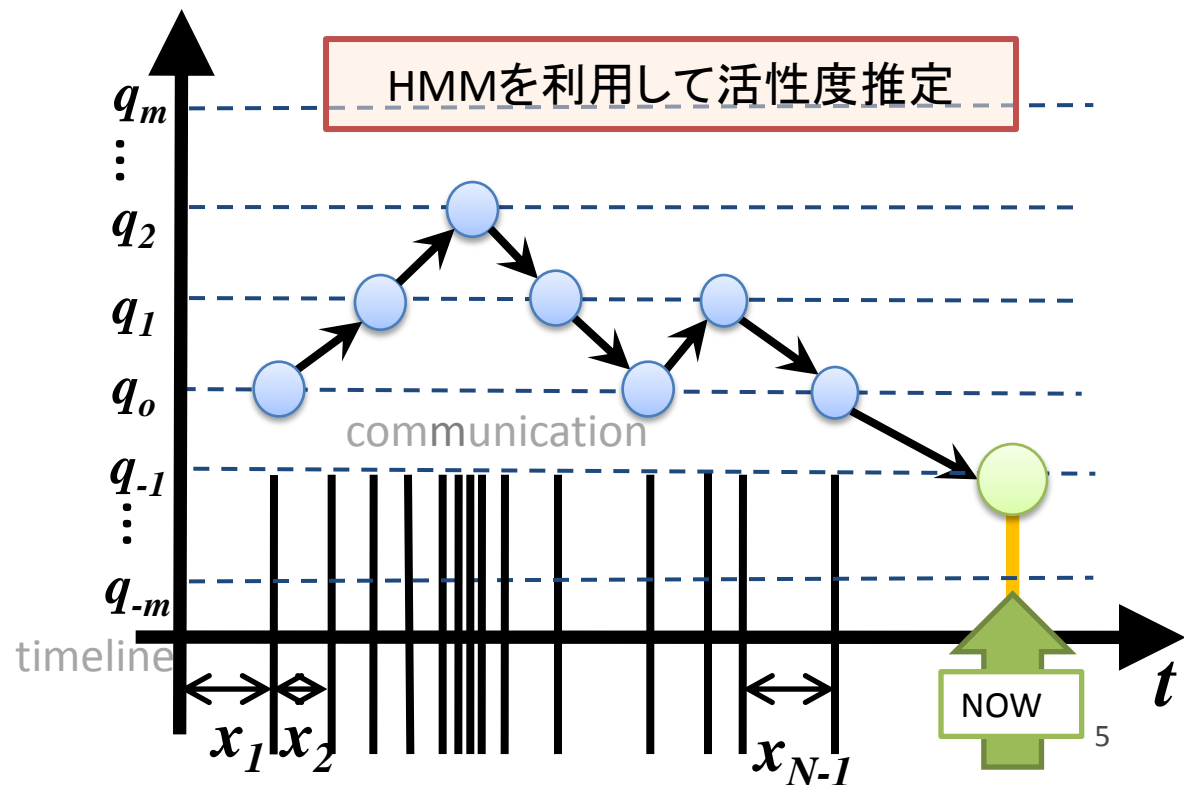 HMMを利用して活性度推定
q_m
⋮
q_2
q_1
q_o
communication
q_-1
⋮
q_-m
timeline
t
x_1
x_2
x_N-1
NOW
5